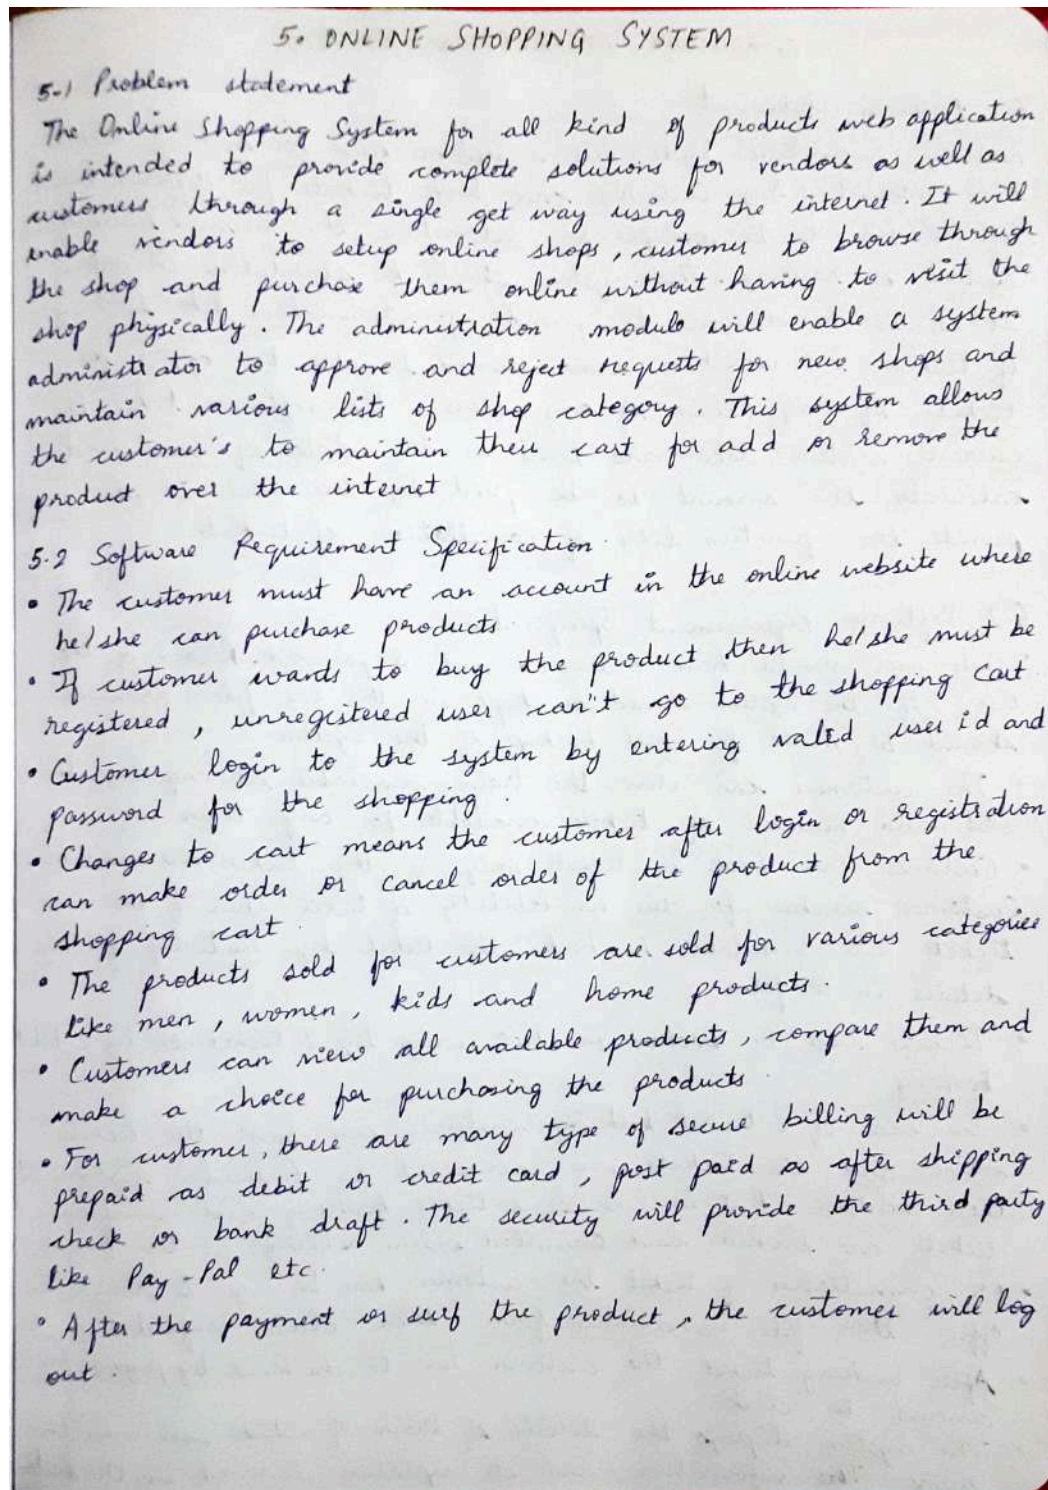 5. ONLINE SHOPPING SYSTEM
5.1 Problem statement
The Online Shopping System for all kind of products web application
is intended to provide complete solutions for vendors as well as
customers through a single get way using the internet. It will
enable vendors to setup online shops, customer to browse through
the shop and purchase them online without having to visit the
shop physically. The administration module will enable a system
administrator to approve and reject requests for new shops and
maintain various lists of shop category. This system allows
the customer's to maintain their cart for add or remove the
product over the internet
5.2 Software Requirement Specification
• The customer must have an account in the online website where
he/she can purchase products.
• If customer wants to buy the product then he/she must be
registered, unregistered user can't go to the shopping cart
• Customer login to the system by entering valid user id and
password for the shopping.
• Changes to cart means the customer after login or registration
can make order or cancel order of the product from the
shopping cart.
• The products sold for customers are sold for various categories
like men, women, kids and home products.
• Customers can view all available products, compare them and
make a choice for purchasing the products.
• For customer, there are many type of secure billing will be
prepaid as debit or credit card, post paid as after shipping
check or bank draft. The security will provide the third party
like Pay-Pal etc.
• After the payment or surf the product, the customer will log
out.